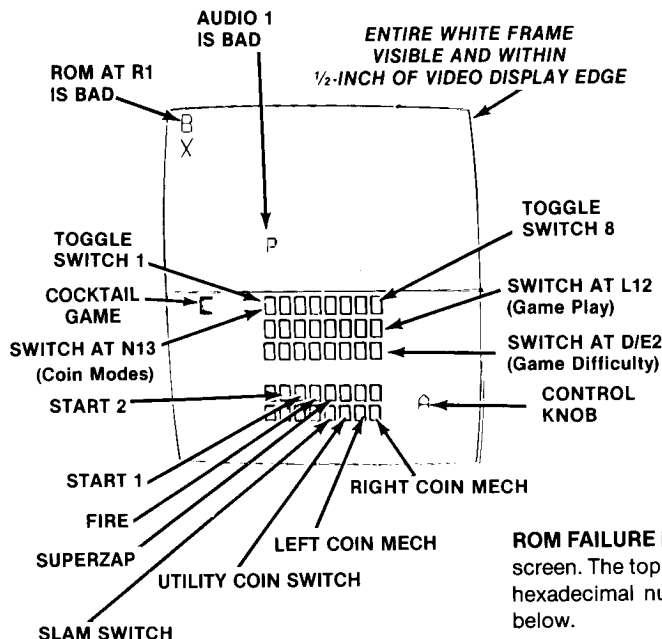 AUDIO 1
IS BAD
ENTIRE WHITE FRAME
VISIBLE AND WITHIN
½-INCH OF VIDEO DISPLAY EDGE
ROM AT R1
IS BAD
B
X
P
TOGGLE
SWITCH 1
TOGGLE
SWITCH 8
COCKTAIL
GAME
C
SWITCH AT L12
(Game Play)
SWITCH AT N13
(Coin Modes)
SWITCH AT D/E2
(Game Difficulty)
START 2
A
CONTROL
KNOB
START 1
RIGHT COIN MECH
FIRE
LEFT COIN MECH
SUPERZAP
UTILITY COIN SWITCH
SLAM SWITCH
ROM FAILURE
screen. The top
hexadecimal nu
below.